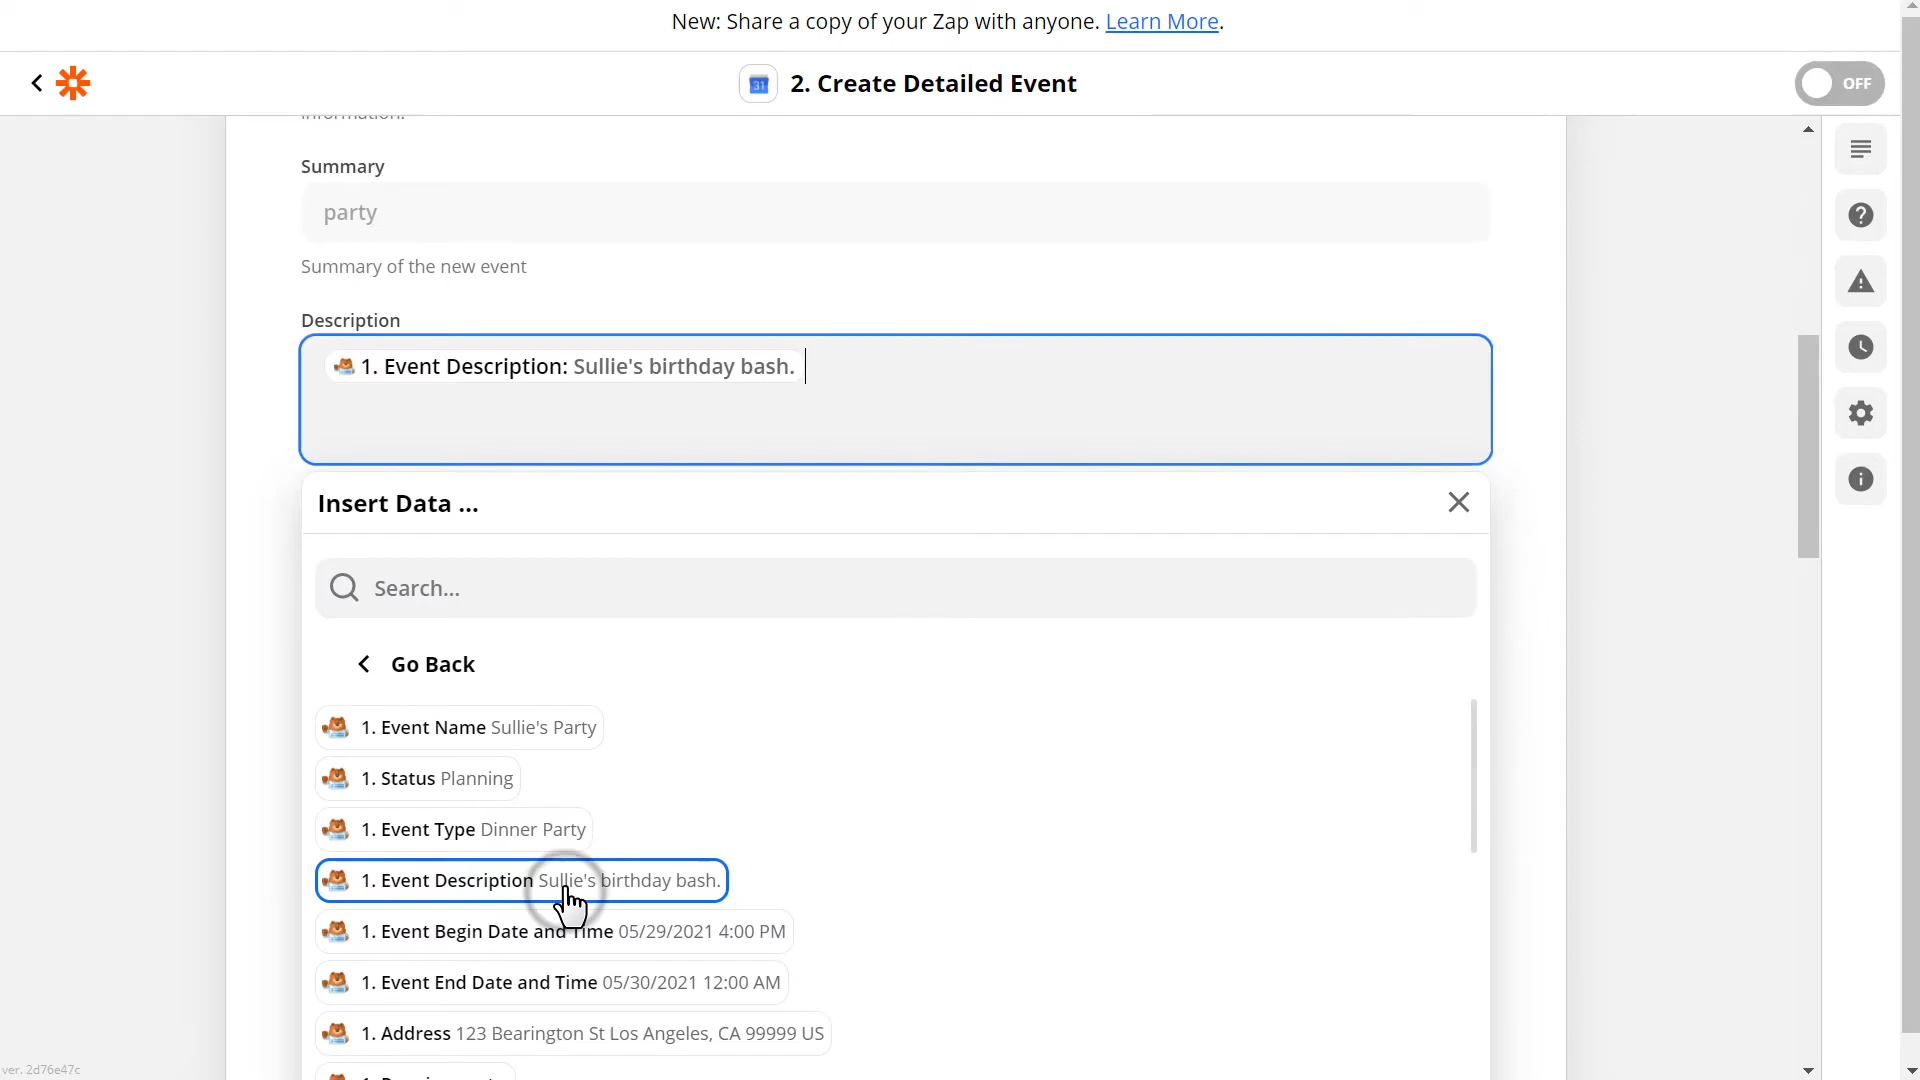 New: Share a copy of your Zap with anyone. Learn More.
31
2. Create Detailed Event
OFF
information.
Summary
party
Summary of the new event
Description
1. Event Description: Sullie's birthday bash.
Insert Data ...
Search...
Go Back
1. Event Name Sullie's Party
1. Status Planning
1. Event Type Dinner Party
1. Event Description Sullie's birthday bash.
1. Event Begin Date and Time 05/29/2021 4:00 PM
1. Event End Date and Time 05/30/2021 12:00 AM
1. Address 123 Bearington St Los Angeles, CA 99999 US
ver. 2d76e47c